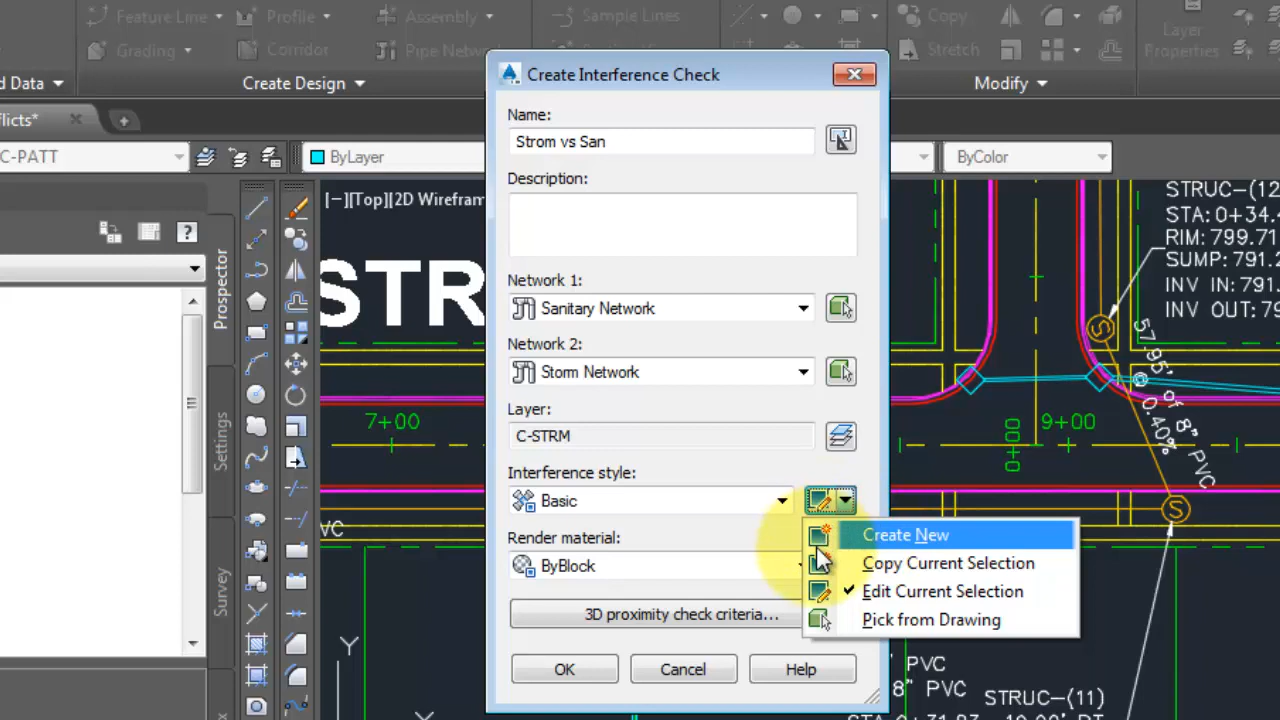 Feature Line
Profile
Assembly
Sample Lines
Copy
Grading
Corridor
Stretch
Layer
Properties
d Data
Create Design
Modify
flicts*
C-PATT
ByLayer
ByColor
Create Interference Check
Name:
Strom vs San
Description:
Network 1:
Sanitary Network
Network 2:
Storm Network
Layer:
C-STRM
Interference style:
Basic
Render material:
ByBlock
3D proximity check criteria...
OK
Cancel
Help
Create New
Copy Current Selection
Edit Current Selection
Pick from Drawing
[−][Top][2D Wirefram
STR
7+00
9+00
0+00
VC
Y
Prospector
Settings
Survey
STRUC-(12
STA: 0+34.4
RIM: 799.71
SUMP: 791.2
INV IN: 791.
INV OUT: 79
57.95' of 8" PVC
@ 0.40%
S
S
PVC
8" PVC
STRUC-(11)